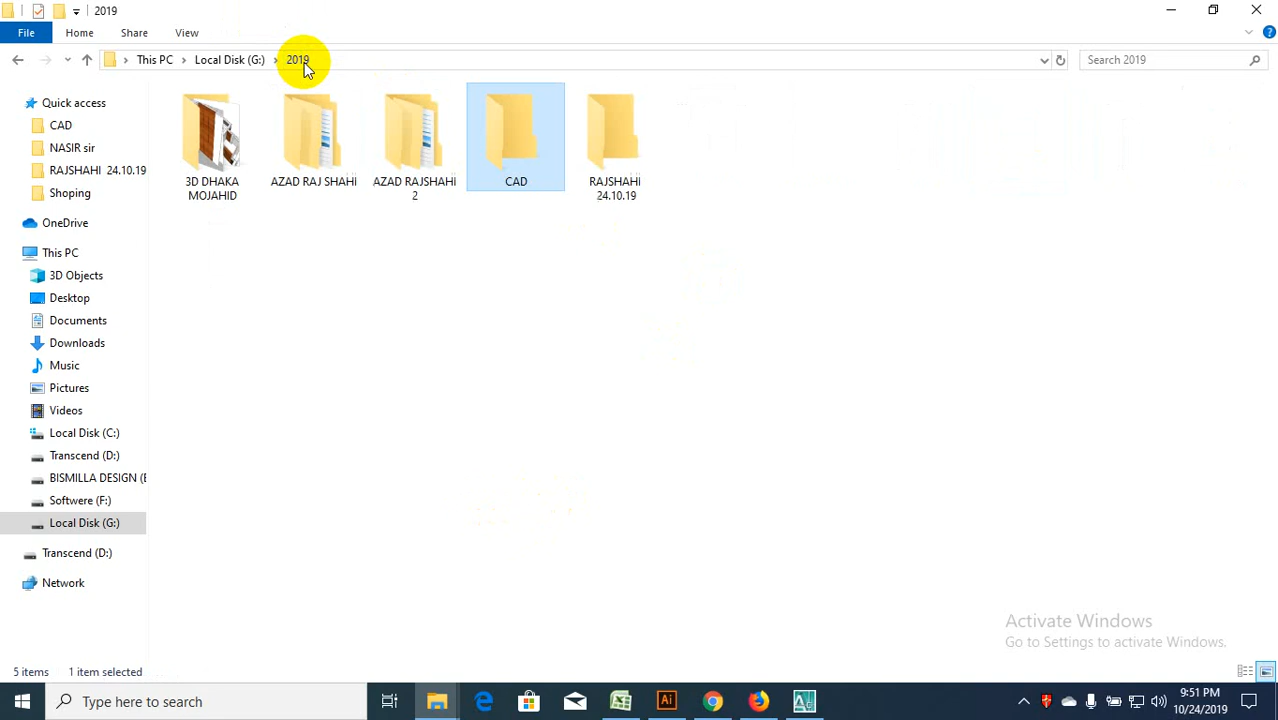 2019
File Home Share View
This PC Local Disk (G:) 2019 Search 2019
Quick access
CAD
NASIR sir
RAJSHAHI 24.10.19
Shoping
OneDrive
This PC
3D Objects
Desktop
Documents
Downloads
Music
Pictures
Videos
Local Disk (C:)
Transcend (D:)
BISMILLA DESIGN (E
Softwere (F:)
Local Disk (G:)
Transcend (D:)
Network
3D DHAKA
MOJAHID
AZAD RAJ SHAHI
AZAD RAJSHAHI
2
CAD
RAJSHAHI
24.10.19
Activate Windows
Go to Settings to activate Windows.
5 items 1 item selected
Type here to search
Ai
9:51 PM
10/24/2019